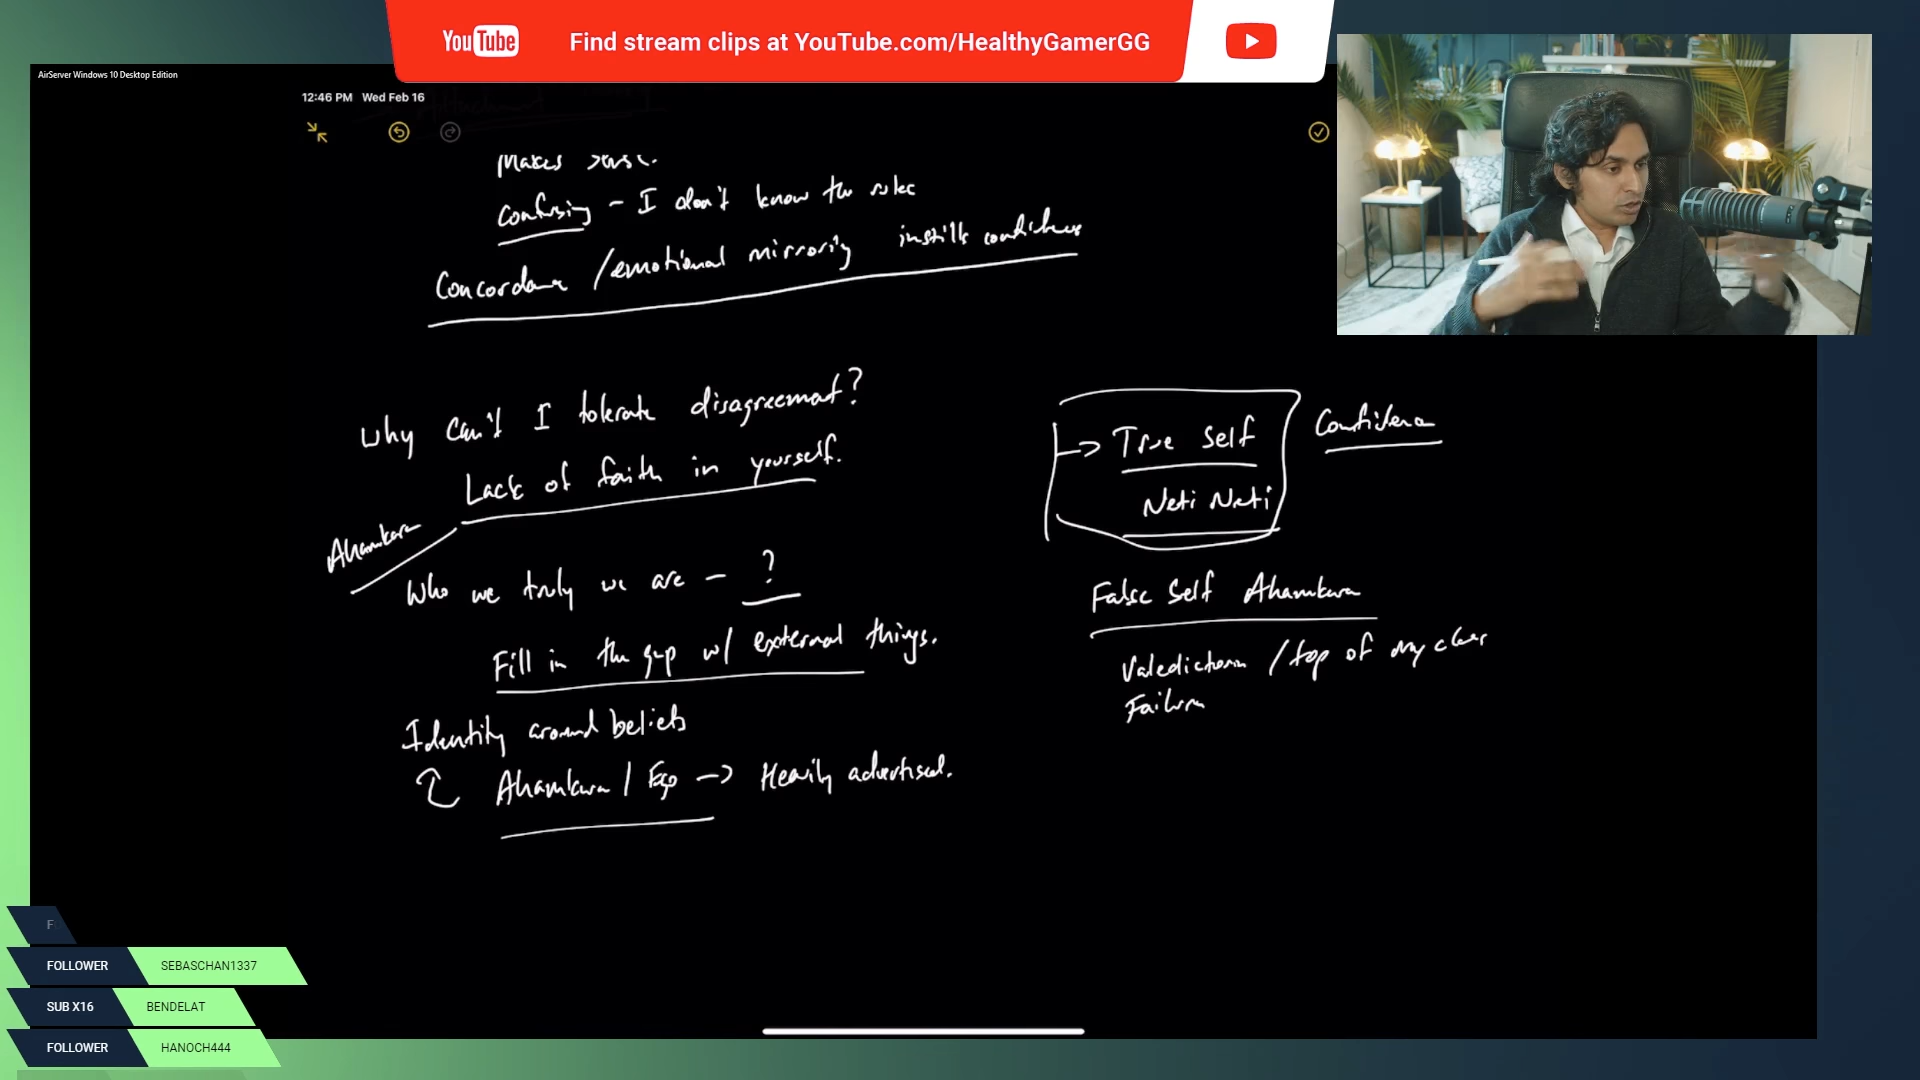 YouTube Find stream clips at YouTube.com/HealthyGamerGG
AirServer Windows 10 Desktop Edition
12:46 PM Wed Feb 16
Makes sense.
Confusing - I don't know the rules
Concordance /emotional mirroring instills confidence
Why can't I tolerate disagreement?
Lack of faith in yourself.
Ahamkara
Who we truly we are - ?
Fill in the gap w/ external things.
Identity around beliefs
Ahamkara / Ego -> Heavily advertised.
-> True Self
Confidence
Neti Neti
False Self Ahamkara
Valedictorian /top of my class
Failure
FOLLOWER SEBASCHAN1337
SUB X16 BENDELAT
FOLLOWER HANOCH444